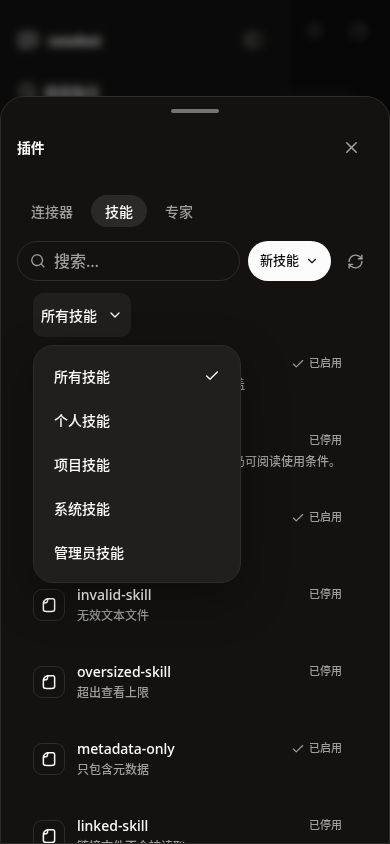 插件
连接器 技能 专家
搜索...
新技能
所有技能
所有技能
已启用
个人技能
已停用
项目技能
仍可阅读使用条件。
系统技能
已启用
管理员技能
invalid-skill
已停用
无效文本文件
oversized-skill
已停用
超出查看上限
metadata-only
已启用
只包含元数据
linked-skill
已停用